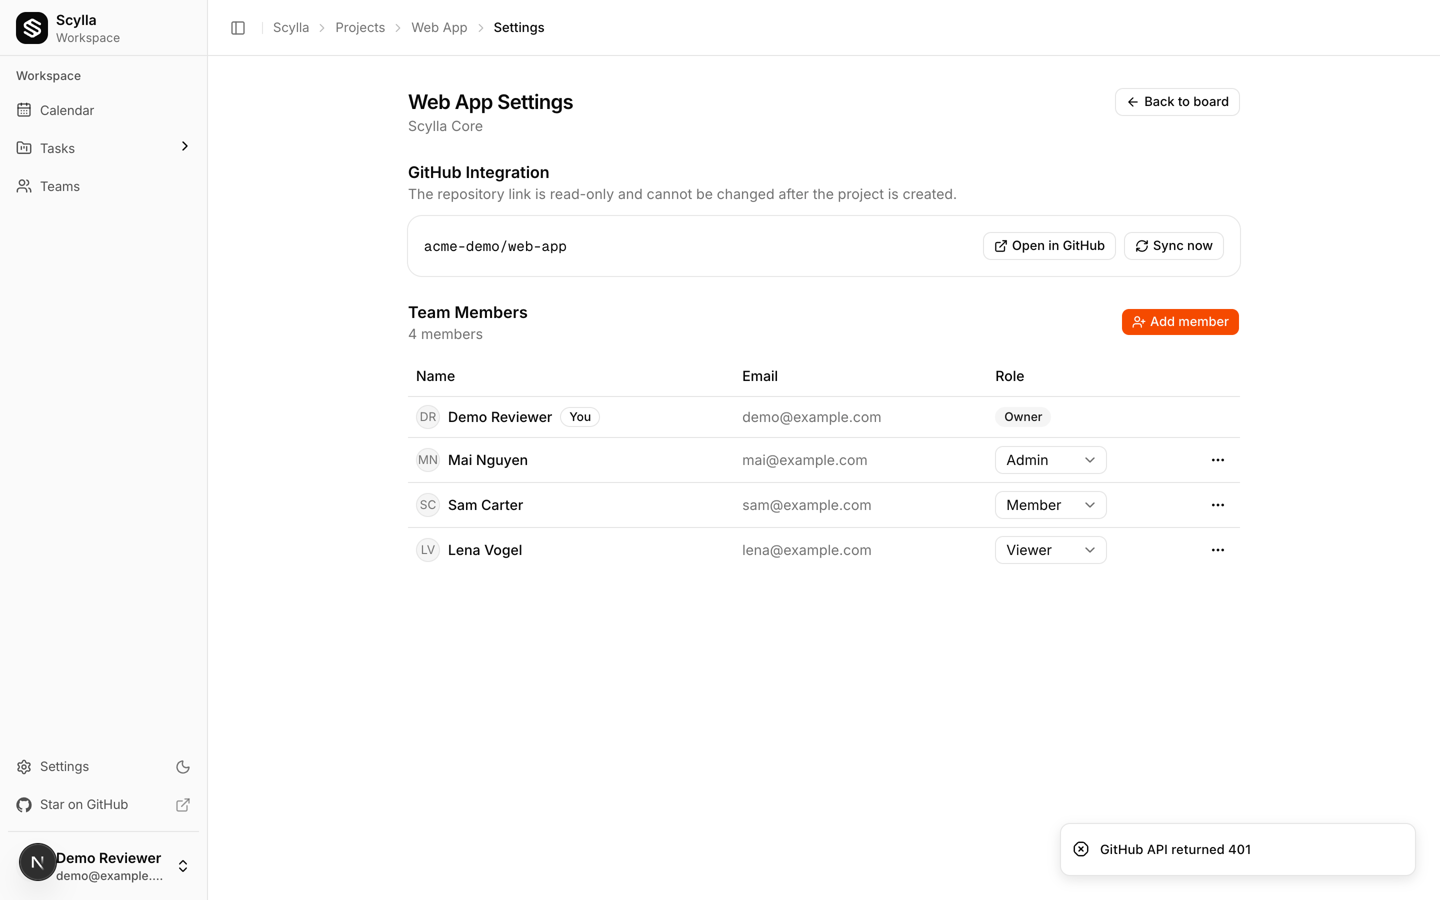 Scylla
Workspace
Workspace
Calendar
Tasks
Teams
Settings
Star on GitHub
N
Demo Reviewer
demo@example....
Scylla
Projects
Web App
Settings
Web App Settings
Scylla Core
Back to board
GitHub Integration
The repository link is read-only and cannot be changed after the project is created.
acme-demo/web-app
Open in GitHub
Sync now
Team Members
4 members
Add member
Name Email Role
DR Demo Reviewer You demo@example.com Owner
MN Mai Nguyen mai@example.com Admin
SC Sam Carter sam@example.com Member
LV Lena Vogel lena@example.com Viewer
GitHub API returned 401